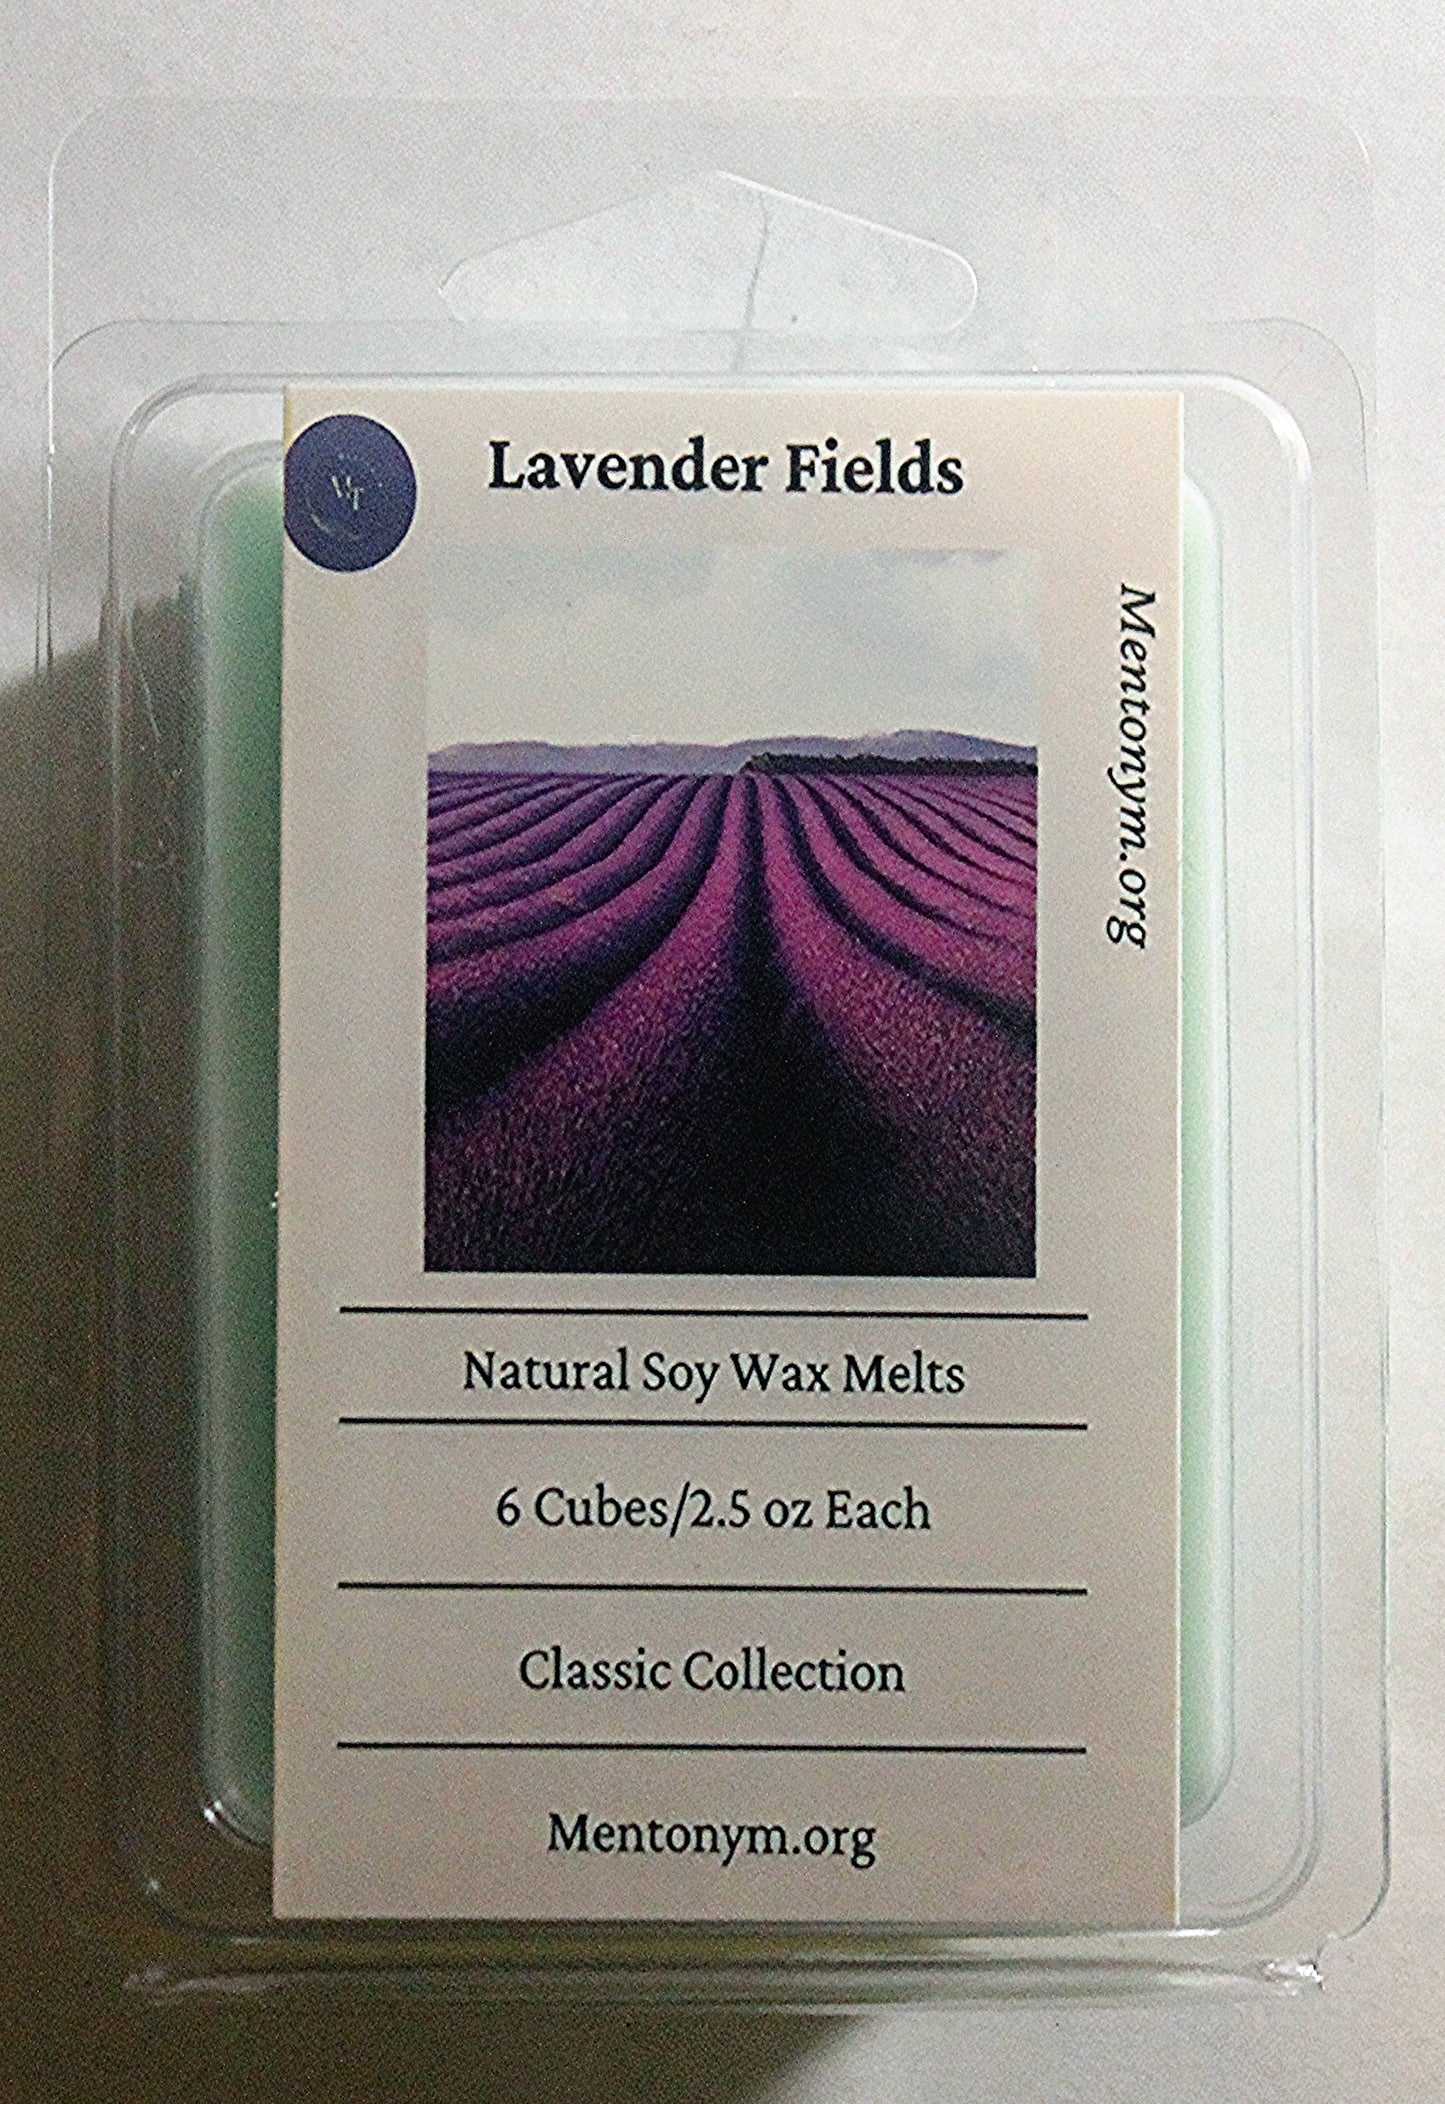 Lavender Fields
Mentonym.org
Natural Soy Wax Melts
6 Cubes/2.5 oz Each
Classic Collection
Mentonym.org